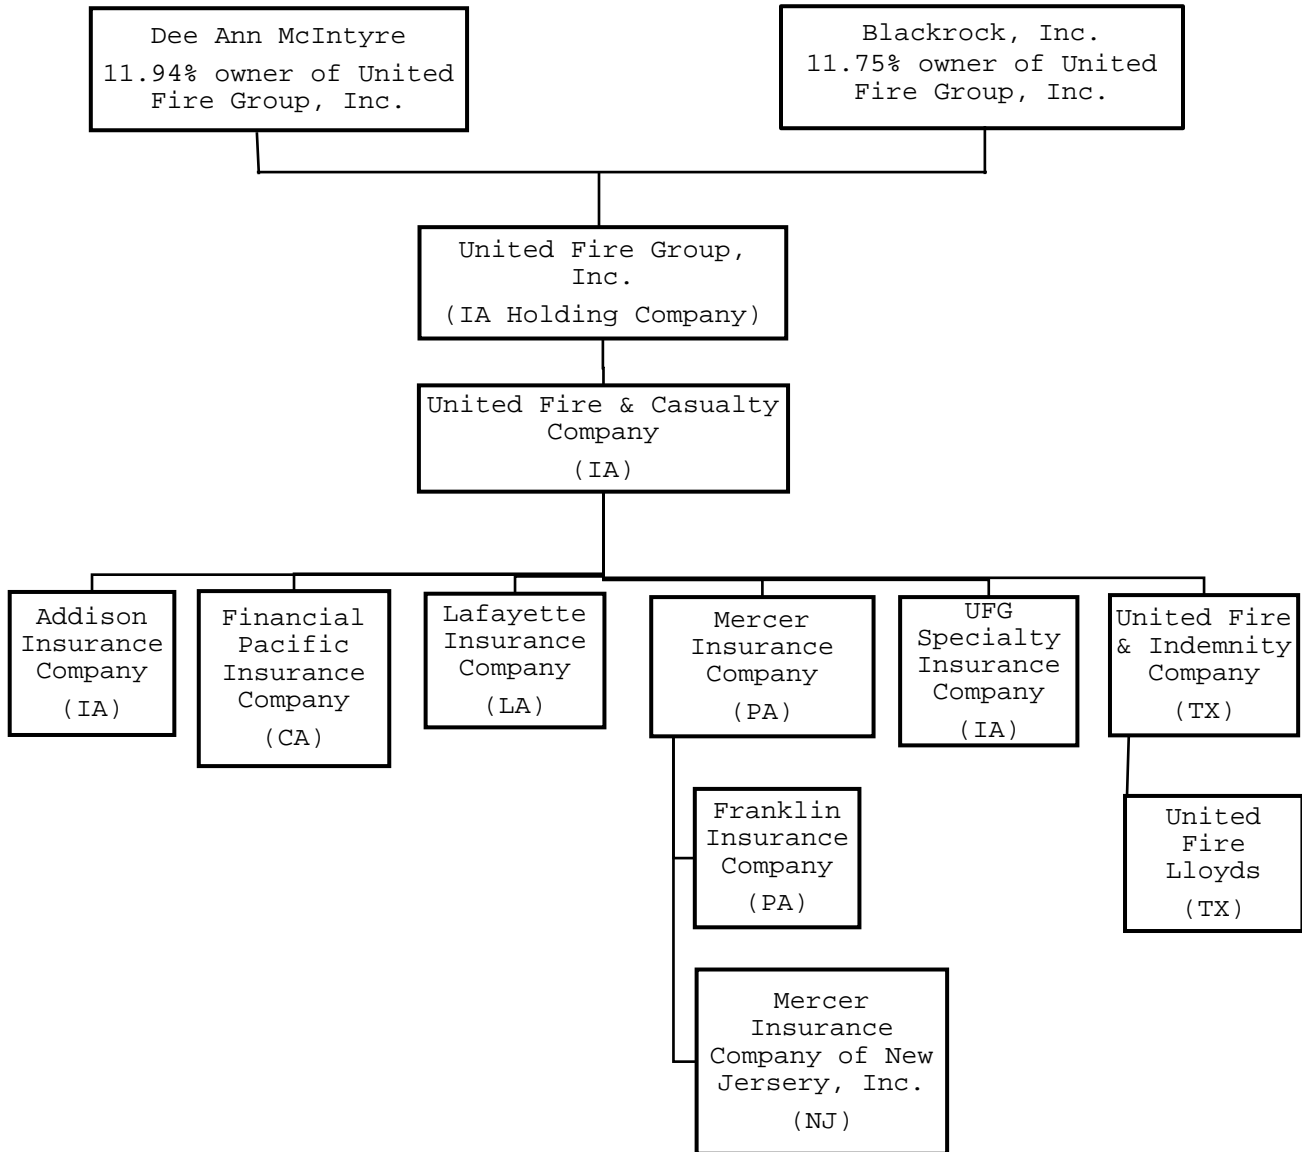 Dee Ann McIntyre
11.94% owner of United
Fire Group, Inc.
Blackrock, Inc.
11.75% owner of United
Fire Group, Inc.
United Fire Group,
Inc.
(IA Holding Company)
United Fire & Casualty
Company
(IA)
Addison
Insurance
Company
(IA)
Financial
Pacific
Insurance
Company
(CA)
Lafayette
Insurance
Company
(LA)
Mercer
Insurance
Company
(PA)
UFG
Specialty
Insurance
Company
(IA)
United Fire
& Indemnity
Company
(TX)
Franklin
Insurance
Company
(PA)
United
Fire
Lloyds
(TX)
Mercer
Insurance
Company of New
Jersery, Inc.
(NJ)